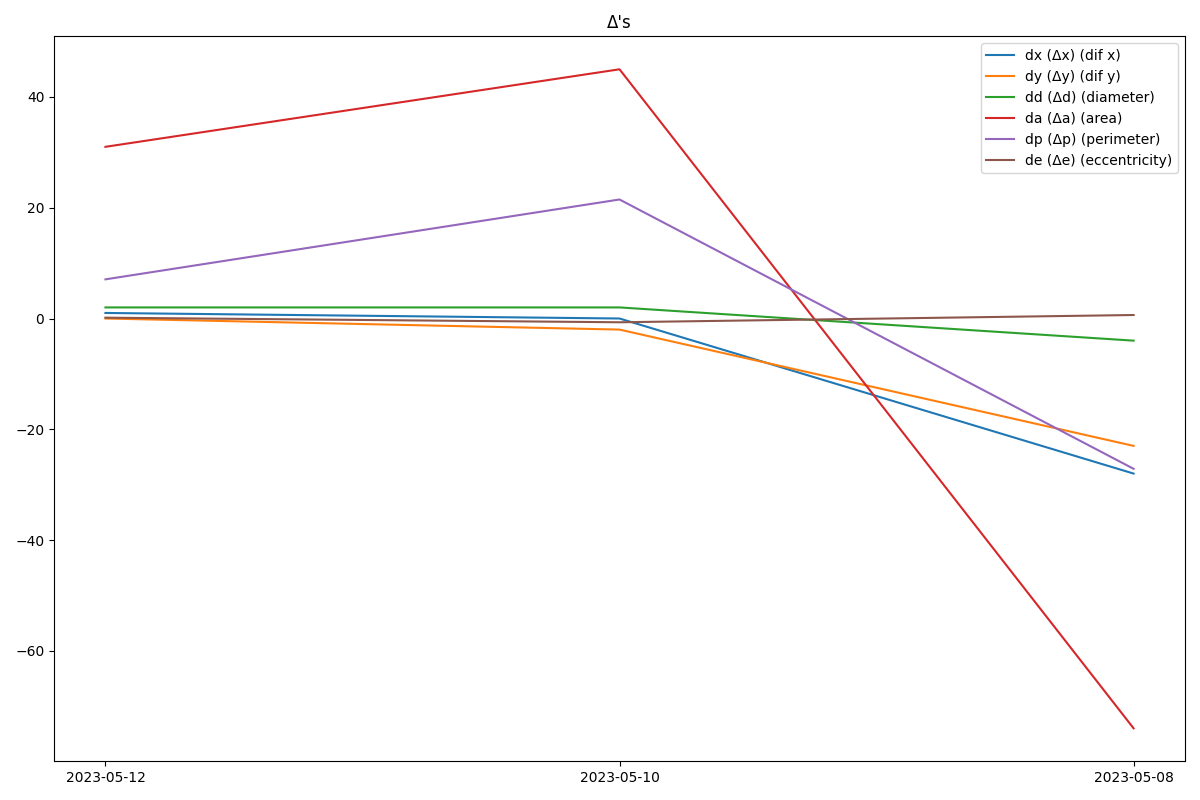 Δ's
dx (Δx) (dif x)
dy (Δy) (dif y)
dd (Δd) (diameter)
da (Δa) (area)
dp (Δp) (perimeter)
de (Δe) (eccentricity)
40
20
0
−20
−40
−60
2023-05-12
2023-05-10
2023-05-08